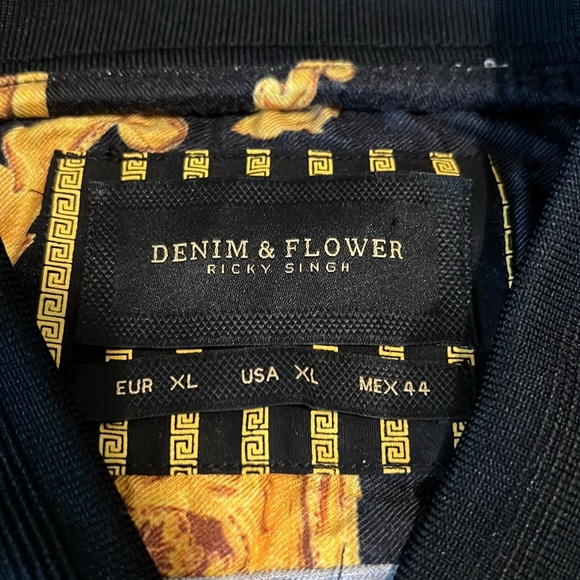 DENIM & FLOWER
RICKY SINGH
EUR XL USA XL MEX 44